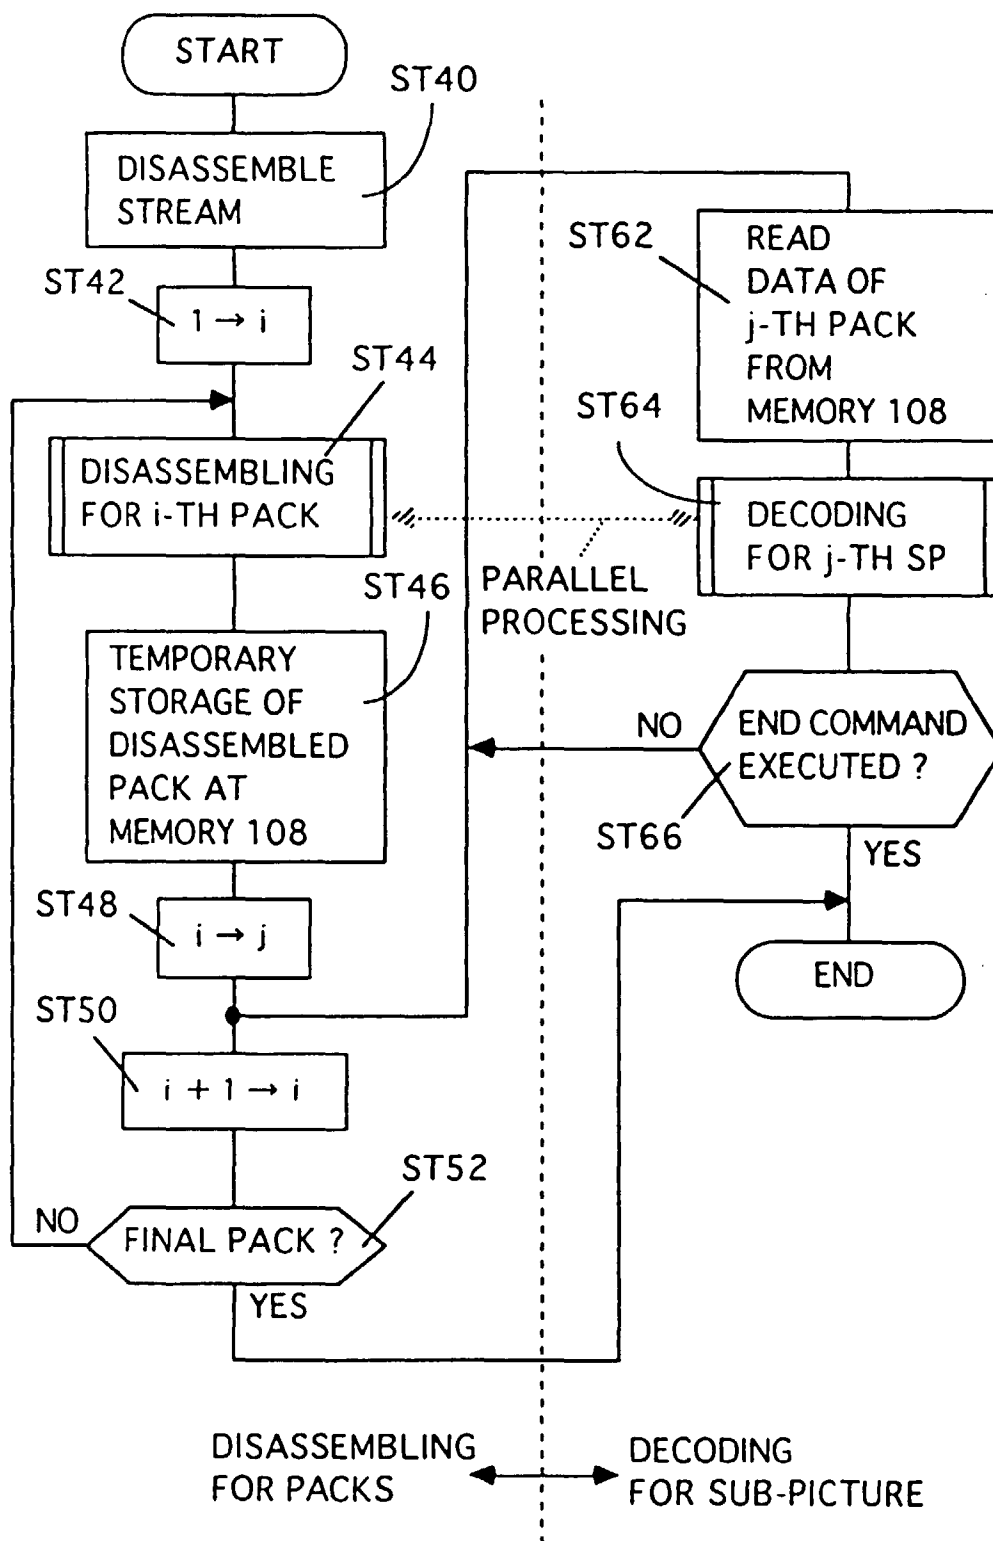 START
ST40
DISASSEMBLE
STREAM
ST42
1 → i
ST44
DISASSEMBLING
FOR i-TH PACK
ST46
TEMPORARY
STORAGE OF
DISASSEMBLED
PACK AT
MEMORY 108
ST48
i → j
ST50
i + 1 → i
ST52
NO
FINAL PACK ?
YES
PARALLEL
PROCESSING
ST62
READ
DATA OF
j-TH PACK
FROM
MEMORY 108
ST64
DECODING
FOR j-TH SP
NO
END COMMAND
EXECUTED ?
ST66
YES
END
DISASSEMBLING
FOR PACKS
DECODING
FOR SUB-PICTURE